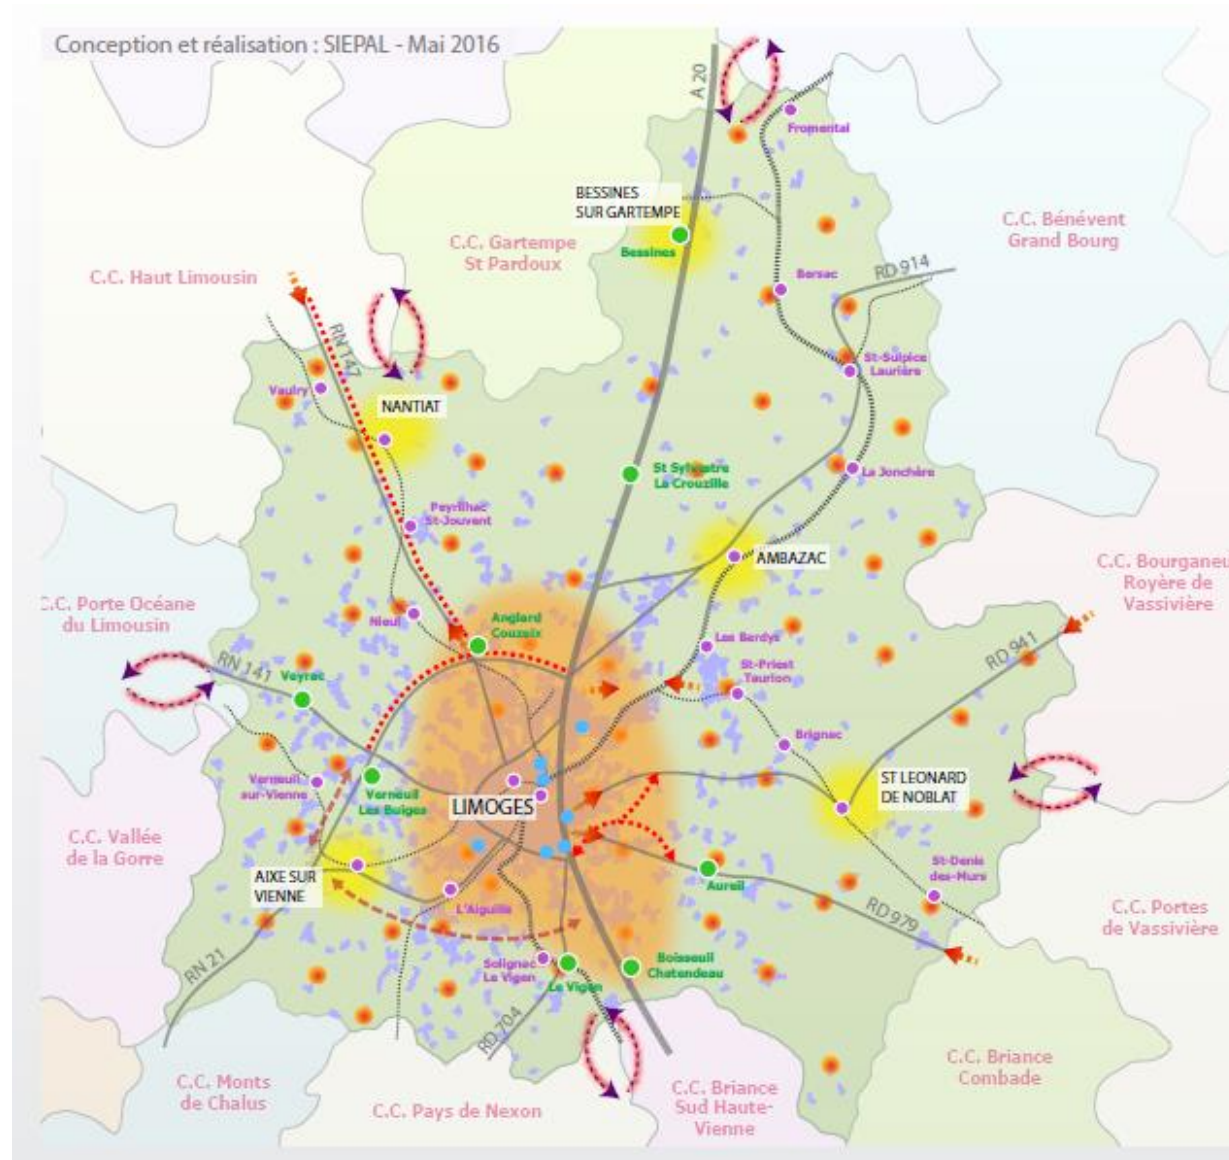 Conception et réalisation : SIEPAL - Mai 2016
A 20
Fromental
BESSINES
SUR GARTEMPE
Bessines
C.C. Bénévent
Grand Bourg
C.C. Gartempe
St Pardoux
C.C. Haut Limousin
Bersac
RD 914
RN 147
St-Sulpice
Laurière
Vaulry
NANTIAT
St Sylvestre
La Crouzille
La Jonchère
Peyrilhac
St-Jouvent
AMBAZAC
C.C. Bourganeu
Royère de
Vassivière
C.C. Porte Océane
du Limousin
Nieul
Anglard
Couzeix
Les Berdys
RD 941
RN 141
Veyrac
St-Priest
Taurion
Brignac
Verneuil
sur-Vienne
Verneuil
Les Buiges
LIMOGES
ST LEONARD
DE NOBLAT
C.C. Vallée
de la Gorre
AIXE SUR
VIENNE
St-Denis
des-Murs
Aureil
L'Aiguille
RD 979
C.C. Portes
de Vassivière
RN 21
Solignac
Le Vigen
Le Vigen
Boisseuil
Chatendeau
RD 704
C.C. Monts
de Chalus
C.C. Pays de Nexon
C.C. Briance
Sud Haute-
Vienne
C.C. Briance
Combade